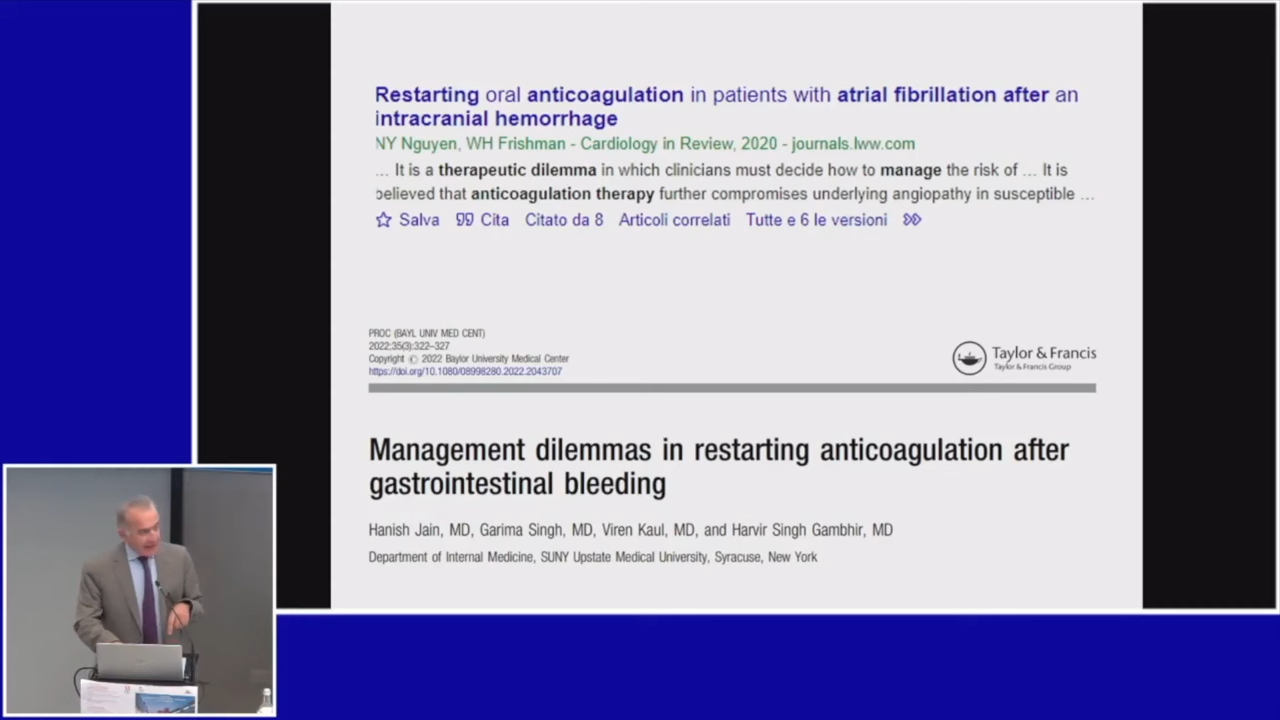 Restarting oral anticoagulation in patients with atrial fibrillation after an
intracranial hemorrhage
NY Nguyen, WH Frishman - Cardiology in Review, 2020 - journals.lww.com
... It is a therapeutic dilemma in which clinicians must decide how to manage the risk of ... It is
believed that anticoagulation therapy further compromises underlying angiopathy in susceptible ...
Salva Cita Citato da 8 Articoli correlati Tutte e 6 le versioni
PROC (BAYL UNIV MED CENT)
2022;35(3):322–327
Copyright © 2022 Baylor University Medical Center
https://doi.org/10.1080/08998280.2022.2043707
Taylor & Francis
Taylor & Francis Group
Management dilemmas in restarting anticoagulation after
gastrointestinal bleeding
Hanish Jain, MD, Garima Singh, MD, Viren Kaul, MD, and Harvir Singh Gambhir, MD
Department of Internal Medicine, SUNY Upstate Medical University, Syracuse, New York